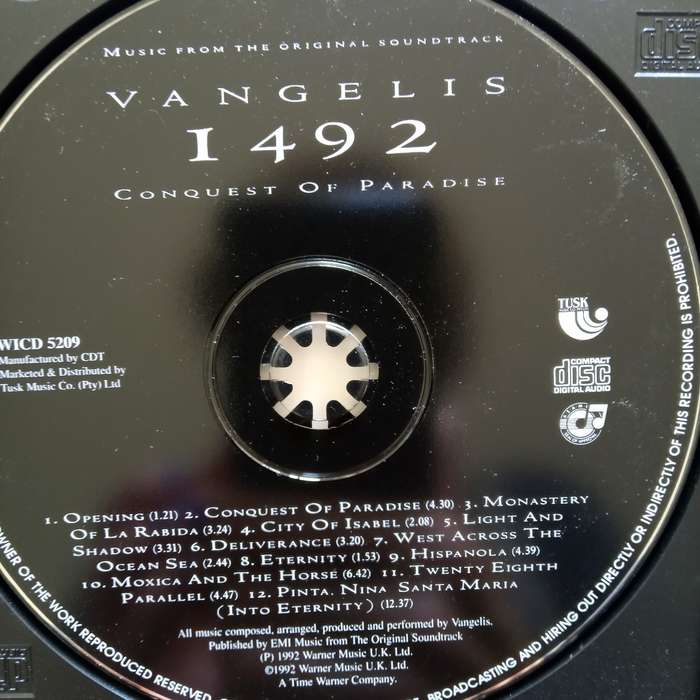 MUSIC FROM THE ORIGINAL SOUNDTRACK
VANGELIS
1492
CONQUEST OF PARADISE
WICD 5209
Manufactured by CDT
Marketed & Distributed by
Tusk Music Co. (Pty) Ltd
TUSK
COMPACT
disc
DIGITAL AUDIO
1. OPENING (1.21) 2. CONQUEST OF PARADISE (4.30) 3. MONASTERY
OF LA RABIDA (3.24) 4. CITY OF ISABEL (2.08) 5. LIGHT AND
SHADOW (3.31) 6. DELIVERANCE (3.20) 7. WEST ACROSS THE
OCEAN SEA (2.44) 8. ETERNITY (1.53) 9. HISPANOLA (4.39)
10. MOXICA AND THE HORSE (6.42) 11. TWENTY EIGHTH
PARALLEL (4.47) 12. PINTA, NINA SANTA MARIA
(INTO ETERNITY) (12.37)
All music composed, arranged, produced and performed by Vangelis.
Published by EMI Music from The Original Soundtrack
(P) 1992 Warner Music U.K. Ltd.
©1992 Warner Music U.K. Ltd.
A Time Warner Company.
OWNER OF THE WORK REPRODUCED RESERVED.
BROADCASTING AND HIRING OUT DIRECTLY OR INDIRECTLY OF THIS RECORDING IS PROHIBITED.